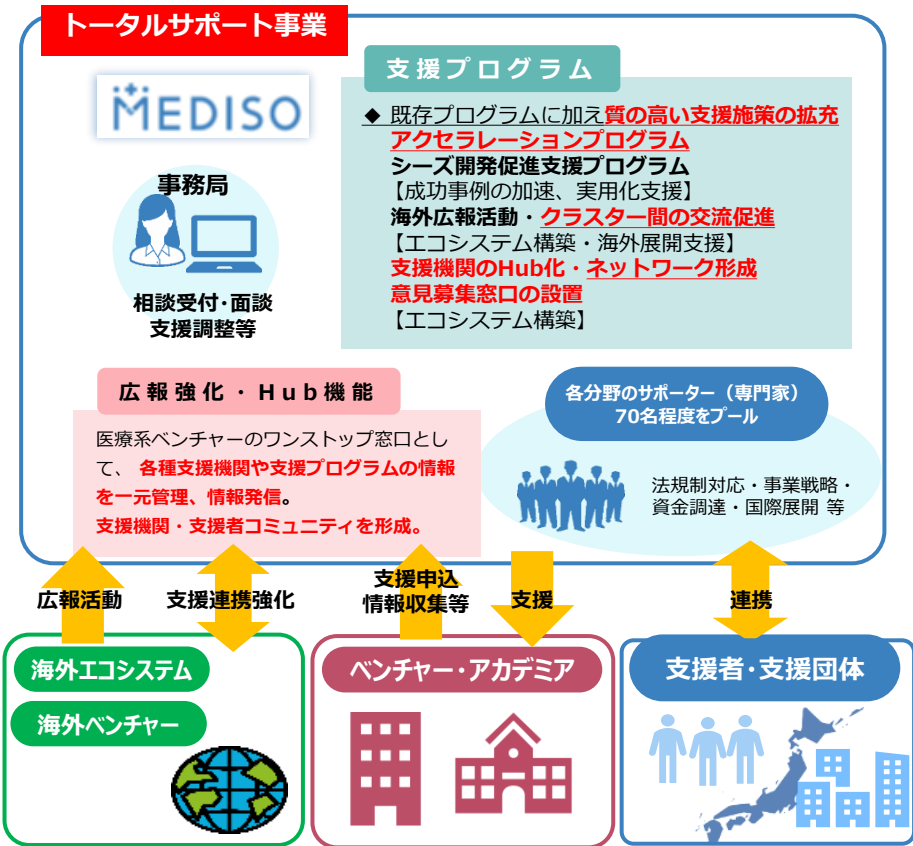 トータルサポート事業
MEDISO
事務局
相談受付･面談
支援調整等
支援プログラム
◆ 既存プログラムに加え質の高い支援施策の拡充
アクセラレーションプログラム
シーズ開発促進支援プログラム
【成功事例の加速、実用化支援】
海外広報活動・クラスター間の交流促進
【エコシステム構築・海外展開支援】
支援機関のHub化・ネットワーク形成
意見募集窓口の設置
【エコシステム構築】
広報強化・Hub機能
医療系ベンチャーのワンストップ窓口とし
て、 各種支援機関や支援プログラムの情報
を一元管理、情報発信。
支援機関・支援者コミュニティを形成。
各分野のサポーター（専門家）
70名程度をプール
法規制対応・事業戦略・
資金調達・国際展開 等
広報活動
支援連携強化
支援申込
情報収集等
支援
連携
海外エコシステム
海外ベンチャー
ベンチャー･アカデミア
支援者･支援団体